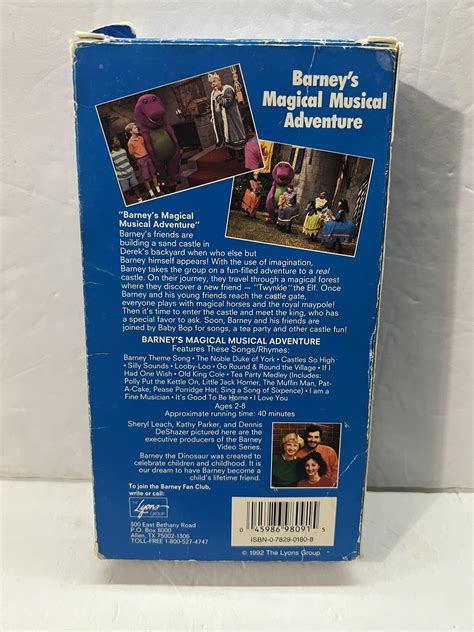 Barney's
Magical Musical
Adventure
"Barney's Magical
Musical Adventure"
Barney's friends are
building a sand castle in
Derek's backyard when who else but
Barney himself appears! With the use of imagination,
Barney takes the group on a fun-filled adventure to a real
castle. On their journey, they travel through a magical forest
where they discover a new friend — "Twynkle" the Elf. Once
Barney and his young friends reach the castle gate,
everyone plays with magical horses and the royal maypole!
Then it's time to enter the castle and meet the king, who has
a special favor to ask. Soon, Barney and his friends are
joined by Baby Bop for songs, a tea party and other castle fun!
BARNEY'S MAGICAL MUSICAL ADVENTURE
Features These Songs/Rhymes:
Barney Theme Song • The Noble Duke of York • Castles So High
• Silly Sounds • Looby-Loo • Go Round & Round the Village • If I
Had One Wish • Old King Cole • Tea Party Medley (Includes:
Polly Put the Kettle On, Little Jack Horner, The Muffin Man, Pat-
A-Cake, Pease Porridge Hot, Sing a Song of Sixpence) • I am a
Fine Musician • It's Good To Be Home • I Love You
Ages 2-8
Approximate running time: 40 minutes
Sheryl Leach, Kathy Parker, and Dennis
DeShazer pictured here are the
executive producers of the Barney
Video Series.
Barney the Dinosaur was created to
celebrate children and childhood. It is
our dream to have Barney become a
child's lifetime friend.
To join the Barney Fan Club,
write or call:
THE
Lyons
GROUP
300 East Bethany Road
P.O. Box 8000
Allen, TX 75002-1306
TOLL-FREE 1-800-527-4747
0 45986 98091 5
ISBN-0-7829-0180-8
© 1992 The Lyons Group